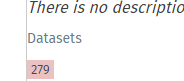 There is no descriptio
Datasets
279